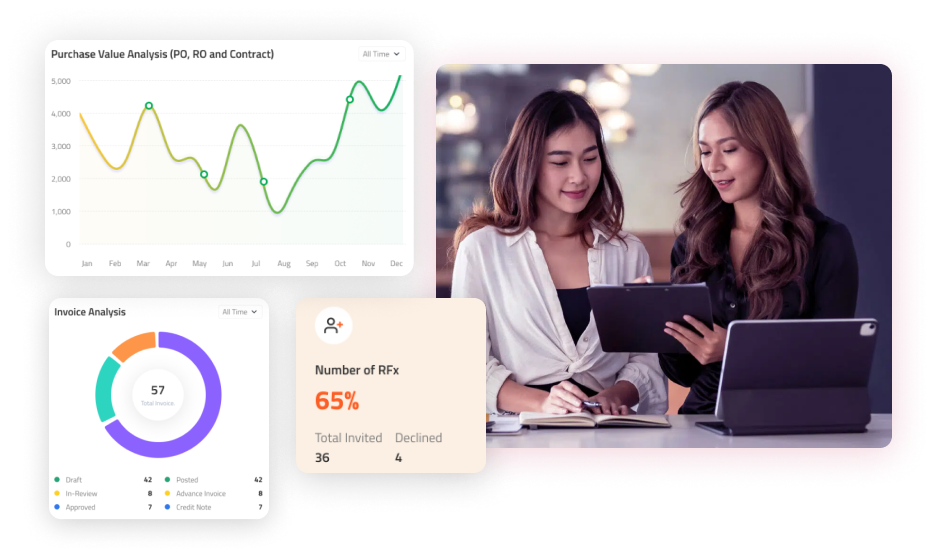 Purchase Value Analysis (PO, RO and Contract)
All Time
5,000
4,000
3,000
2,000
1,000
0
Jan Feb Mar Apr May Jun Jul Aug Sep Oct Nov Dec
Invoice Analysis
All Time
57
Total Invoice
Draft 42 Posted 42
In-Review 8 Advance Invoice 8
Approved 7 Credit Note 7
Number of RFx
65%
Total Invited Declined
36 4